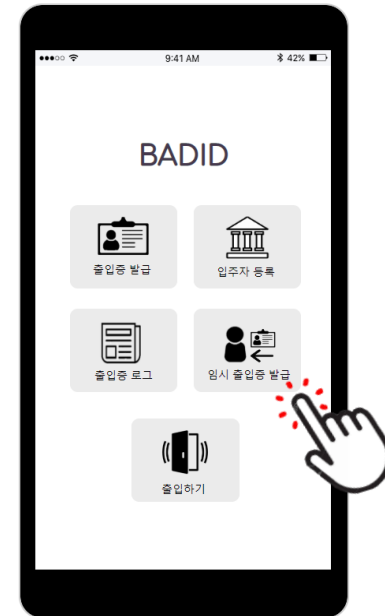 9:41 AM
42%
BADID
출입증 발급
입주자 등록
출입증 로그
임시 출입증 발급
출입하기